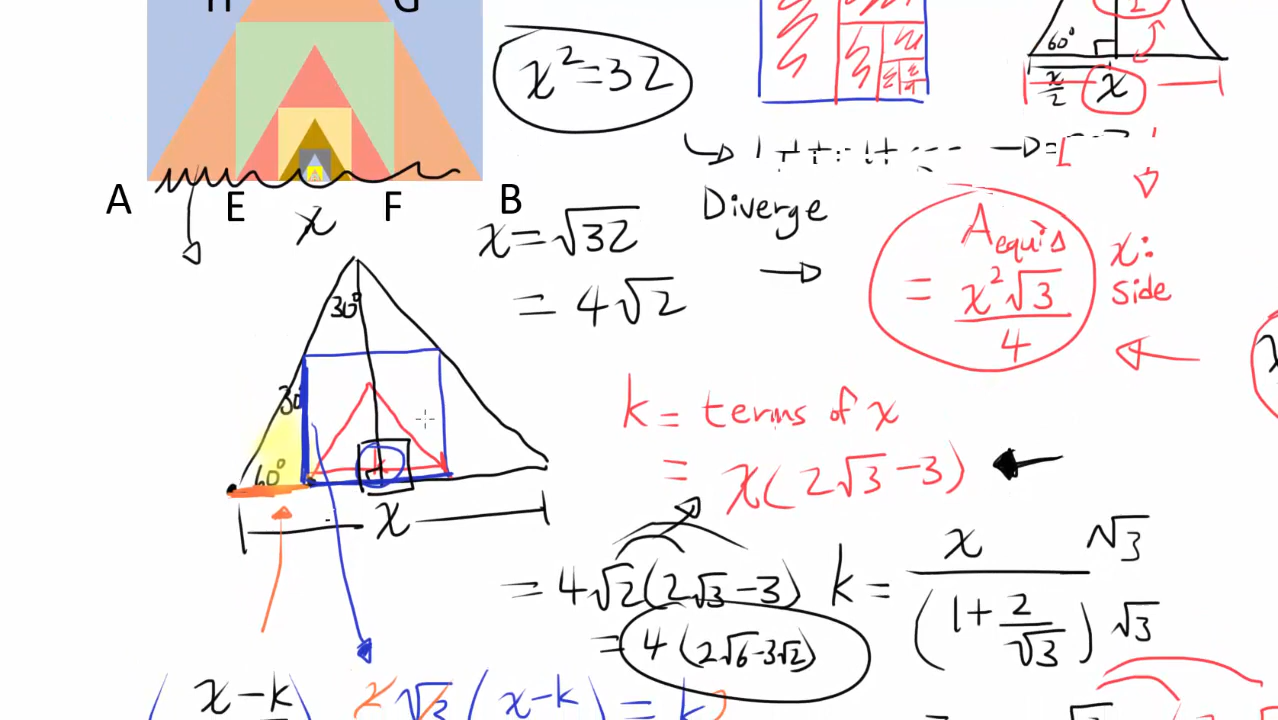 H G
x²=32
60°
x/2 x
A E F B
x
x=√32
=4√2
Diverge
A equi Δ
= x²√3/4
x:
side
30°
30
60°
x
k = terms of x
= x(2√3-3)
=4√2(2√3-3)
=4(2√6-3√2)
k= x √3
(1+2/√3) √3
(x-k
√3(x-k)=k